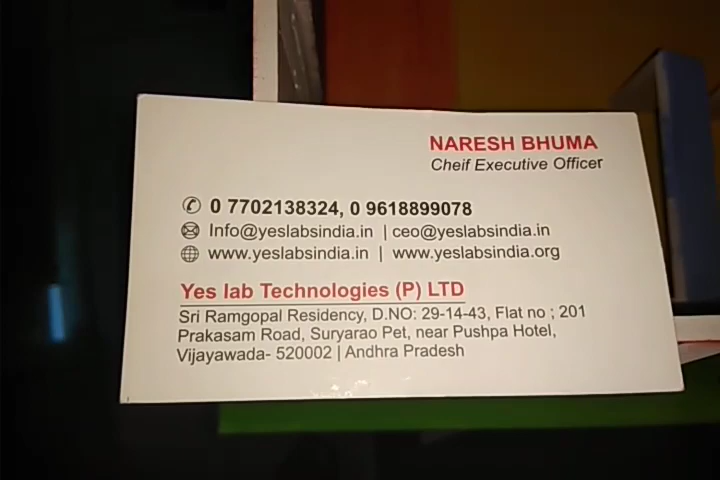 NARESH BHUMA
Cheif Executive Officer
0 7702138324, 0 9618899078
Info@yeslabsindia.in | ceo@yeslabsindia.in
www.yeslabsindia.in | www.yeslabsindia.org
Yes lab Technologies (P) LTD
Sri Ramgopal Residency, D.NO: 29-14-43, Flat no ; 201
Prakasam Road, Suryarao Pet, near Pushpa Hotel,
Vijayawada- 520002 | Andhra Pradesh